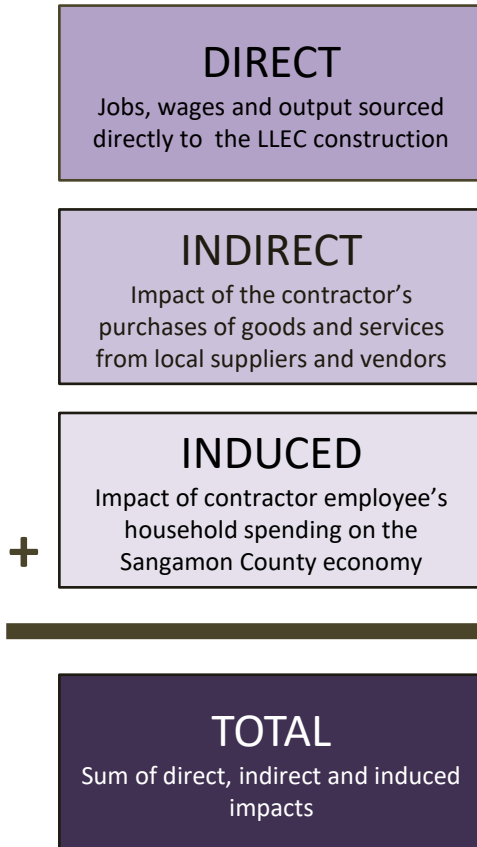 DIRECT
Jobs, wages and output sourced
directly to the LLEC construction
INDIRECT
Impact of the contractor's
purchases of goods and services
from local suppliers and vendors
INDUCED
Impact of contractor employee's
household spending on the
Sangamon County economy
+
TOTAL
Sum of direct, indirect and induced
impacts